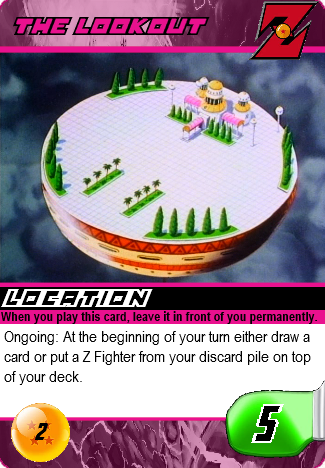 THE LOOKOUT
Z
LOCATION
When you play this card, leave it in front of you permanently.
Ongoing: At the beginning of your turn either draw a
card or put a Z Fighter from your discard pile on top
of your deck.
2
5